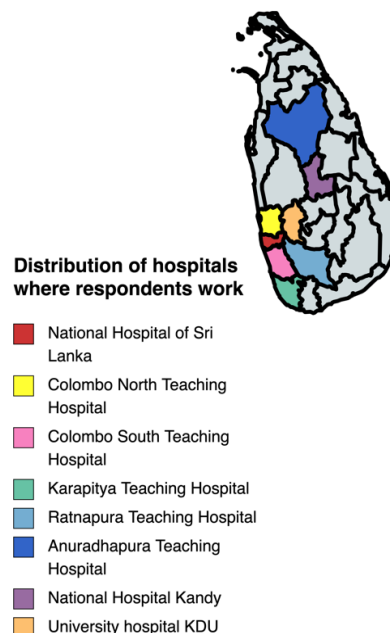 Distribution of hospitals
where respondents work
National Hospital of Sri
Lanka
Colombo North Teaching
Hospital
Colombo South Teaching
Hospital
Karapitya Teaching Hospital
Ratnapura Teaching Hospital
Anuradhapura Teaching
Hospital
National Hospital Kandy
University hospital KDU